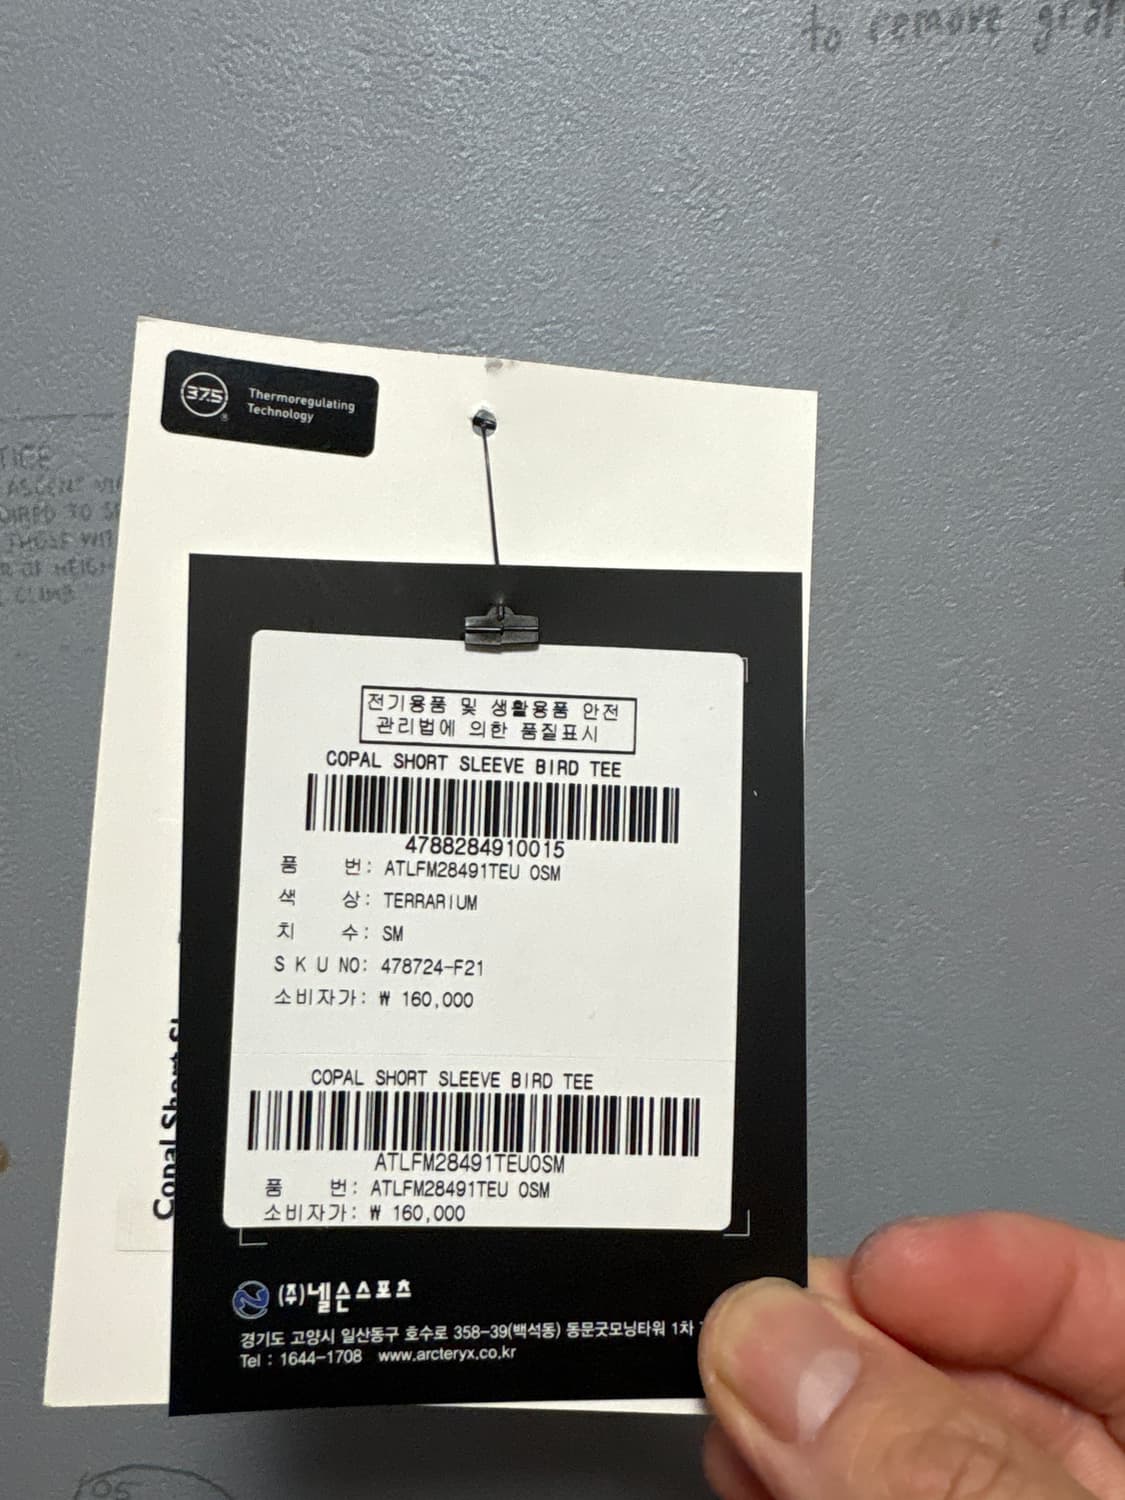 to remove
37.5
Thermoregulating
Technology
전기용품 및 생활용품 안전
관리법에 의한 품질표시
COPAL SHORT SLEEVE BIRD TEE
4788284910015
품 번: ATLFM28491TEU OSM
색 상: TERRARIUM
치 수: SM
S K U NO: 478724-F21
소비자가: ₩ 160,000
COPAL SHORT SLEEVE BIRD TEE
ATLFM28491TEUOSM
품 번: ATLFM28491TEU OSM
소비자가: ₩ 160,000
Copal Short
(주)넬슨스포츠
경기도 고양시 일산동구 호수로 358-39(백석동) 동문굿모닝타워 1차
Tel : 1644-1708 www.arcteryx.co.kr